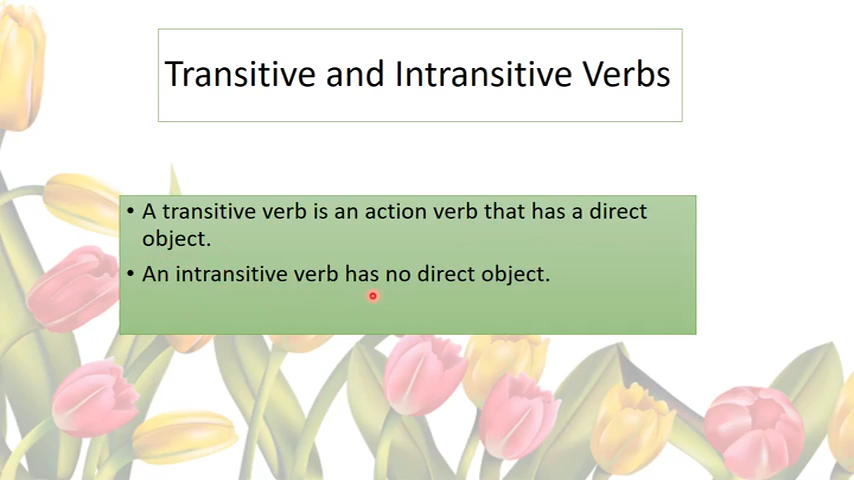 Transitive and Intransitive Verbs
• A transitive verb is an action verb that has a direct
object.
• An intransitive verb has no direct object.